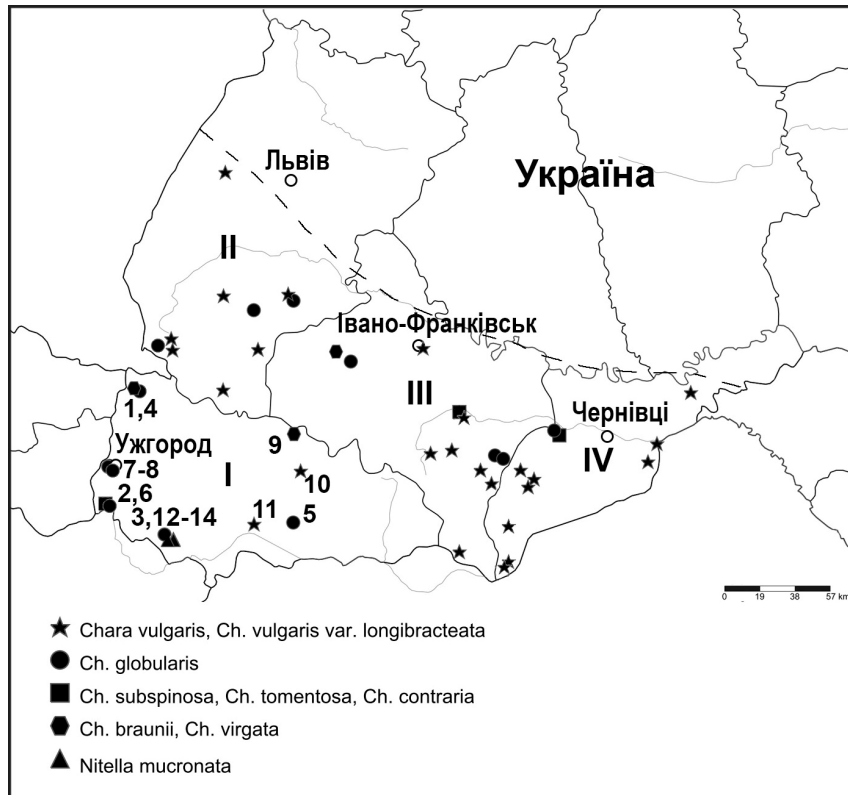 Львів
Україна
II
Івано-Франківськ
III
1,4
Чернівці
Ужгород
9
IV
7-8
I
10
2,6
3,12-14
11
5
0 19 38 57 km
Chara vulgaris, Ch. vulgaris var. longibracteata
Ch. globularis
Ch. subspinosa, Ch. tomentosa, Ch. contraria
Ch. braunii, Ch. virgata
Nitella mucronata